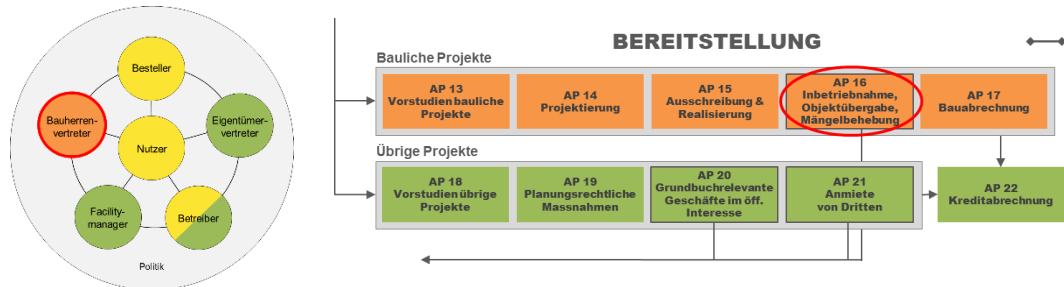 Besteller
Bauherren-
vertreter
Eigentümer-
vertreter
Nutzer
Facility-
manager
Betreiber
Politik
BEREITSTELLUNG
Bauliche Projekte
AP 13
Vorstudien bauliche
Projekte
AP 14
Projektierung
AP 15
Ausschreibung &
Realisierung
AP 16
Inbetriebnahme,
Objektübergabe,
Mängelbehebung
AP 17
Bauabrechnung
Übrige Projekte
AP 18
Vorstudien übrige
Projekte
AP 19
Planungsrechtliche
Massnahmen
AP 20
Grundbuchrelevante
Geschäfte im öff.
Interesse
AP 21
Anmiete
von Dritten
AP 22
Kreditabrechnung